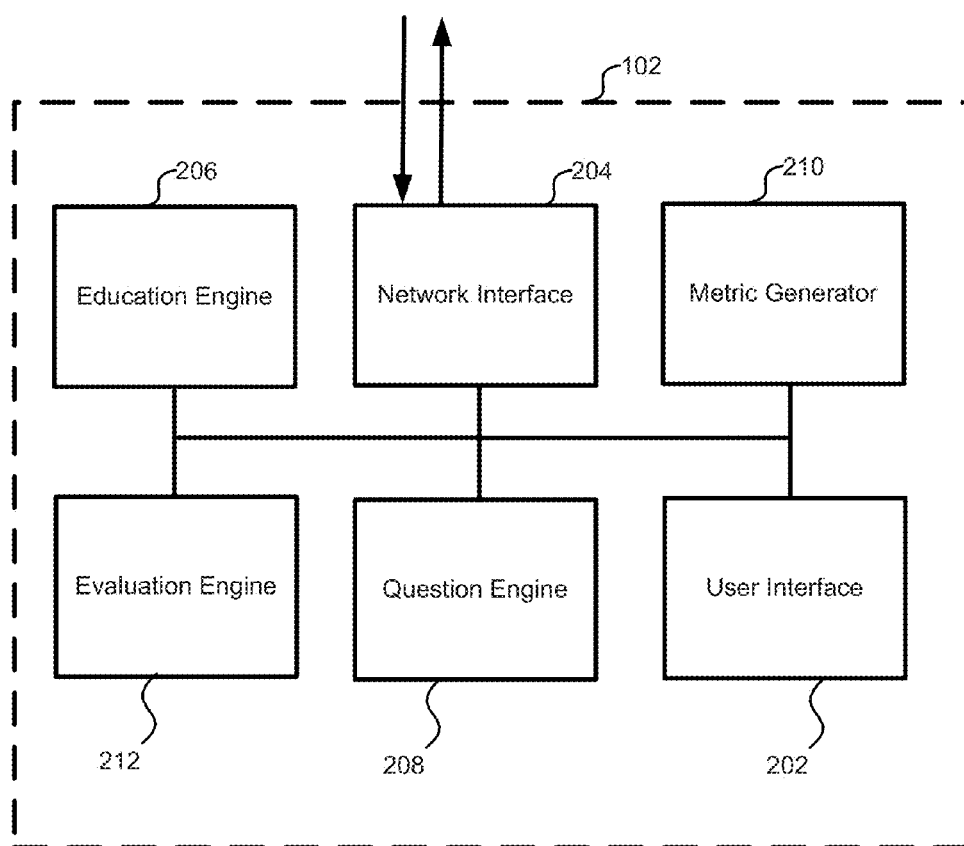 102
206
204
210
Education Engine
Network Interface
Metric Generator
Evaluation Engine
Question Engine
User Interface
212
208
202